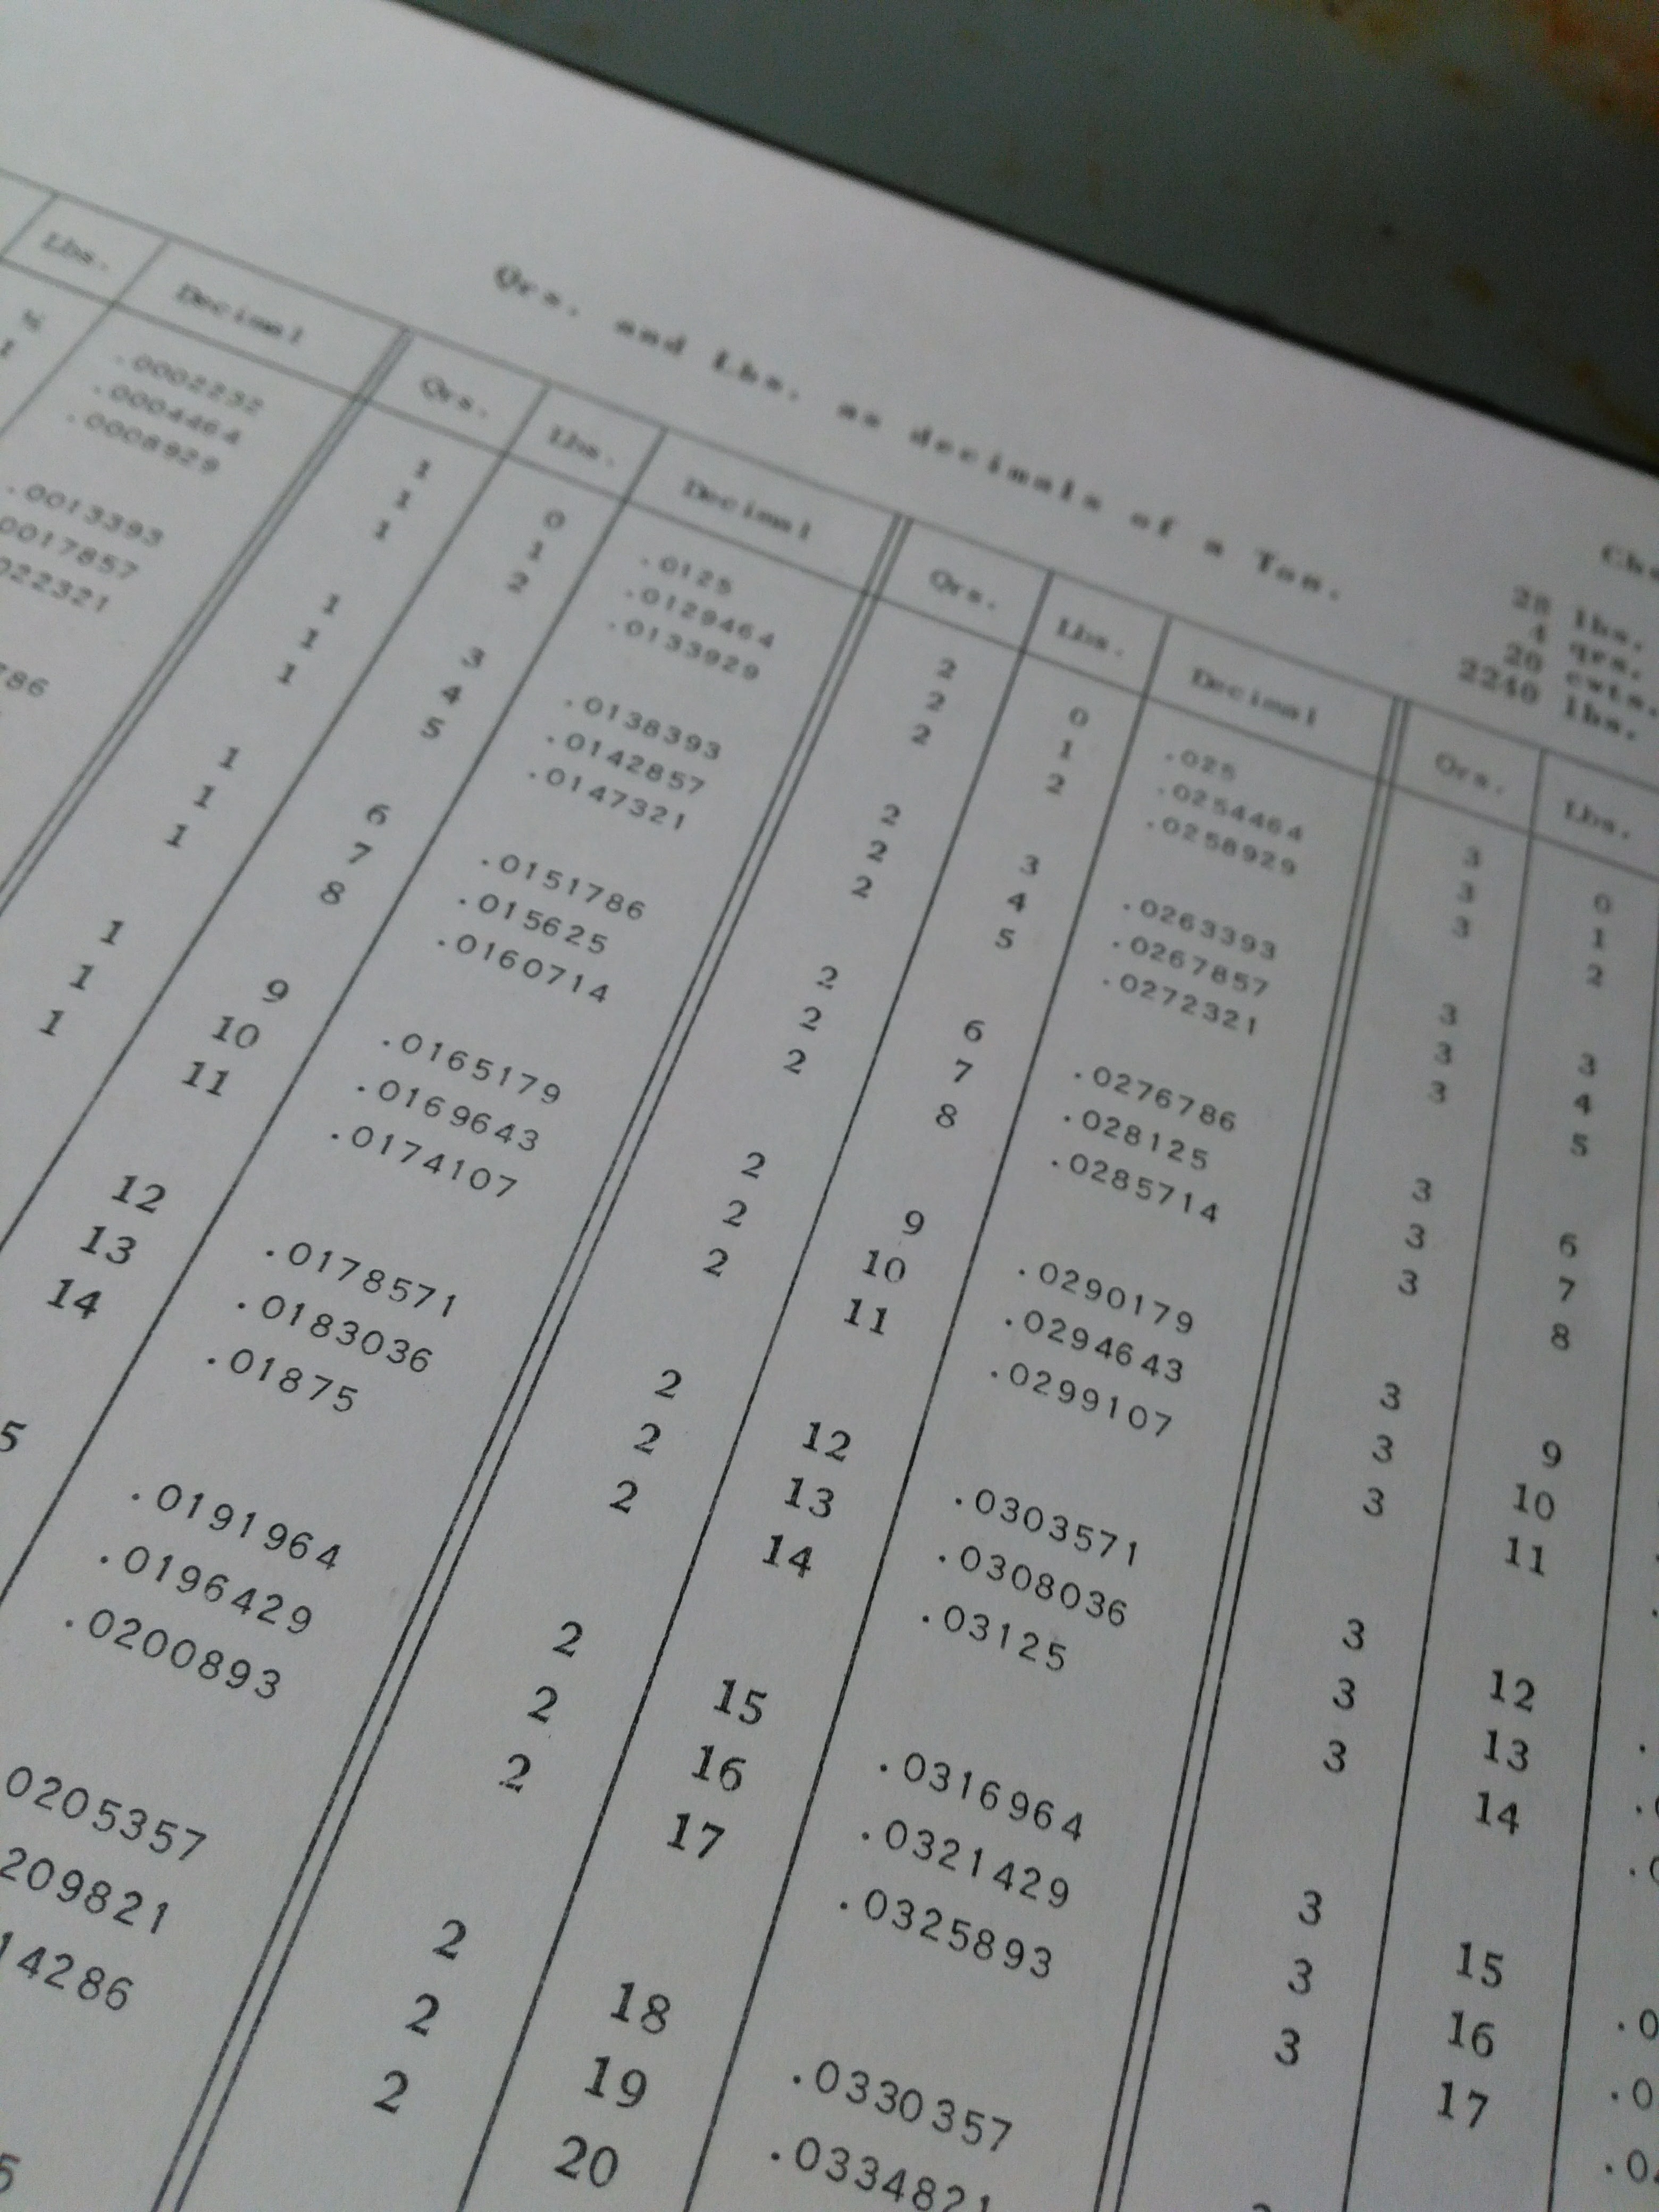 Qrs. and Lbs. as decimals of a Ton.
28 lbs.
4 qrs.
20 cwts.
2240 lbs.
Lbs. Decimal Qrs. Lbs. Decimal Qrs. Lbs. Decimal Qrs. Lbs.
½ .0002232 1 0 .0125 2 0 .025 3 0
1 .0004464 1 1 .0129464 2 1 .0254464 3 1
.0008929 1 2 .0133929 2 2 .0258929 3 2
.0013393 1 3 .0138393 2 3 .0263393 3 3
0017857 1 4 .0142857 2 4 .0267857 3 4
022321 1 5 .0147321 2 5 .0272321 3 5
786 1 6 .0151786 2 6 .0276786 3 6
1 7 .015625 2 7 .028125 3 7
1 8 .0160714 2 8 .0285714 3 8
1 9 .0165179 2 9 .0290179 3 9
1 10 .0169643 2 10 .0294643 3 10
1 11 .0174107 2 11 .0299107 3 11
12 .0178571 2 12 .0303571 3 12
13 .0183036 2 13 .0308036 3 13
14 .01875 2 14 .03125 3 14
5 .0191964 2 15 .0316964 3 15
.0196429 2 16 .0321429 3 16
.0200893 2 17 .0325893 3 17
0205357 2 18 .0330357
209821 2 19 .0334821
14286 2 20